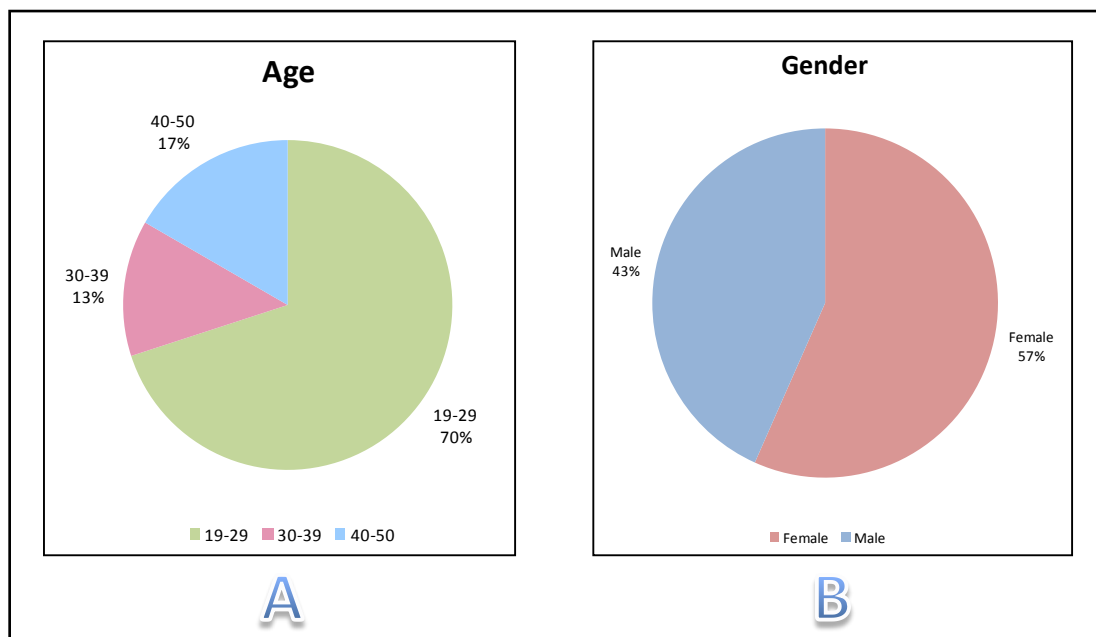 Age
40-50
17%
30-39
13%
19-29
70%
19-29 30-39 40-50
A
Gender
Male
43%
Female
57%
Female Male
B